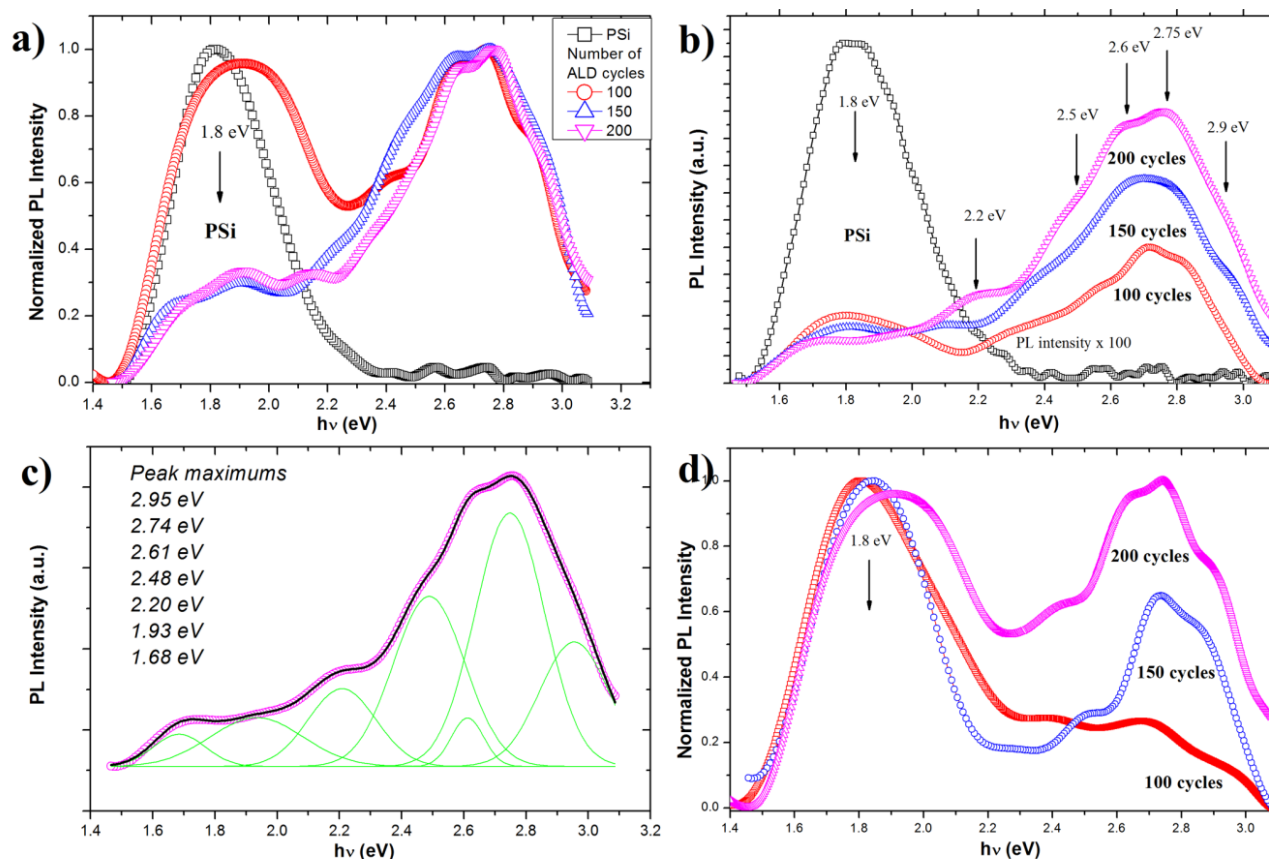 a)
Normalized PL Intensity
1.0
0.8
0.6
0.4
0.2
0.0
1.8 eV
PSi
PSi
Number of
ALD cycles
100
150
200
1.4 1.6 1.8 2.0 2.2 2.4 2.6 2.8 3.0 3.2
hν (eV)
b)
PL Intensity (a.u.)
1.8 eV
PSi
2.2 eV
2.5 eV
2.6 eV
2.75 eV
2.9 eV
200 cycles
150 cycles
100 cycles
PL intensity x 100
1.6 1.8 2.0 2.2 2.4 2.6 2.8 3.0
hν (eV)
c)
PL Intensity (a.u.)
Peak maximums
2.95 eV
2.74 eV
2.61 eV
2.48 eV
2.20 eV
1.93 eV
1.68 eV
1.4 1.6 1.8 2.0 2.2 2.4 2.6 2.8 3.0 3.2
hν (eV)
d)
Normalized PL Intensity
1.0
0.8
0.6
0.4
0.2
0.0
1.8 eV
200 cycles
150 cycles
100 cycles
1.4 1.6 1.8 2.0 2.2 2.4 2.6 2.8 3.0
hν (eV)